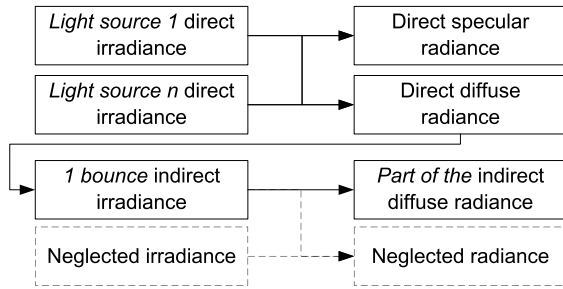 Light source 1 direct
irradiance
Direct specular
radiance
Light source n direct
irradiance
Direct diffuse
radiance
1 bounce indirect
irradiance
Part of the indirect
diffuse radiance
Neglected irradiance
Neglected radiance